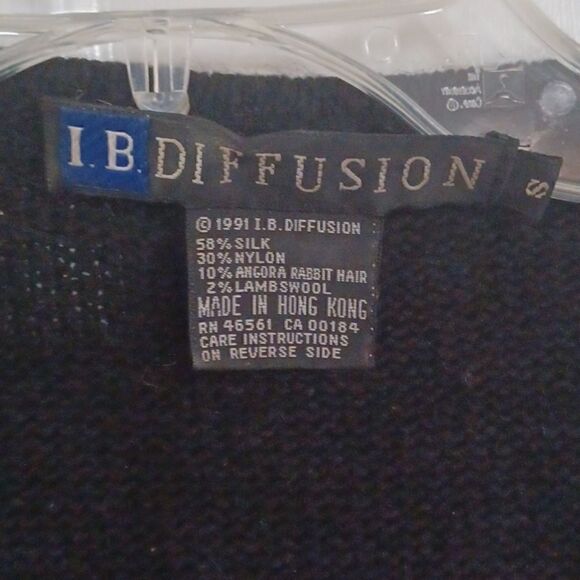 I.B. DIFFUSION
S
© 1991 I.B. DIFFUSION
58% SILK
30% NYLON
10% ANGORA RABBIT HAIR
2% LAMBSWOOL
MADE IN HONG KONG
RN 46561 CA 00184
CARE INSTRUCTIONS
ON REVERSE SIDE